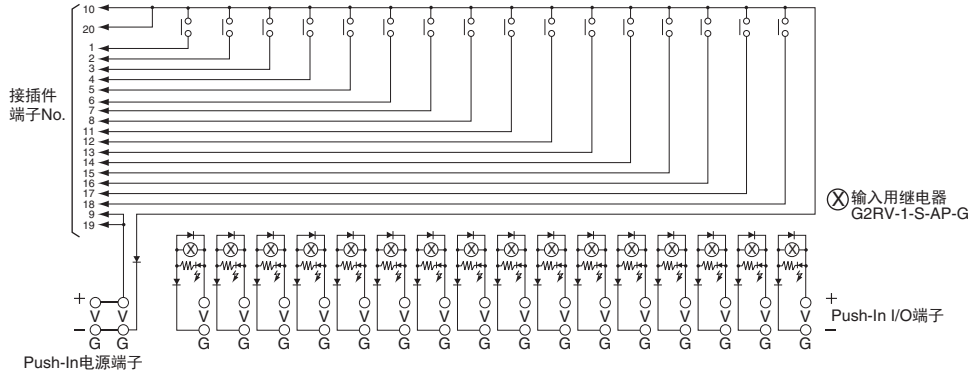 10
20
1
2
3
4
5
6
7
8
11
12
13
14
15
16
17
18
9
19
接插件
端子No.
X 输入用继电器
G2RV-1-S-AP-G
X X X X X X X X X X X X X X X X
+ +
V V V V V V V V V V V V V V V V V V Push-In I/O端子
− −
G G G G G G G G G G G G G G G G G G
Push-In电源端子